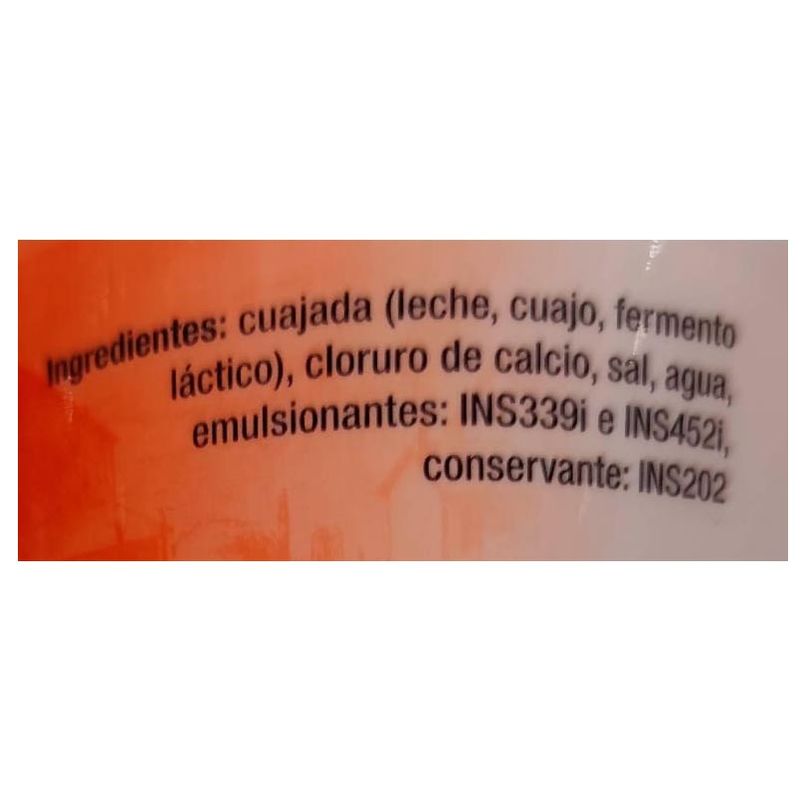 Ingredientes: cuajada (leche, cuajo, fermento
láctico), cloruro de calcio, sal, agua,
emulsionantes: INS339i e INS452i,
conservante: INS202